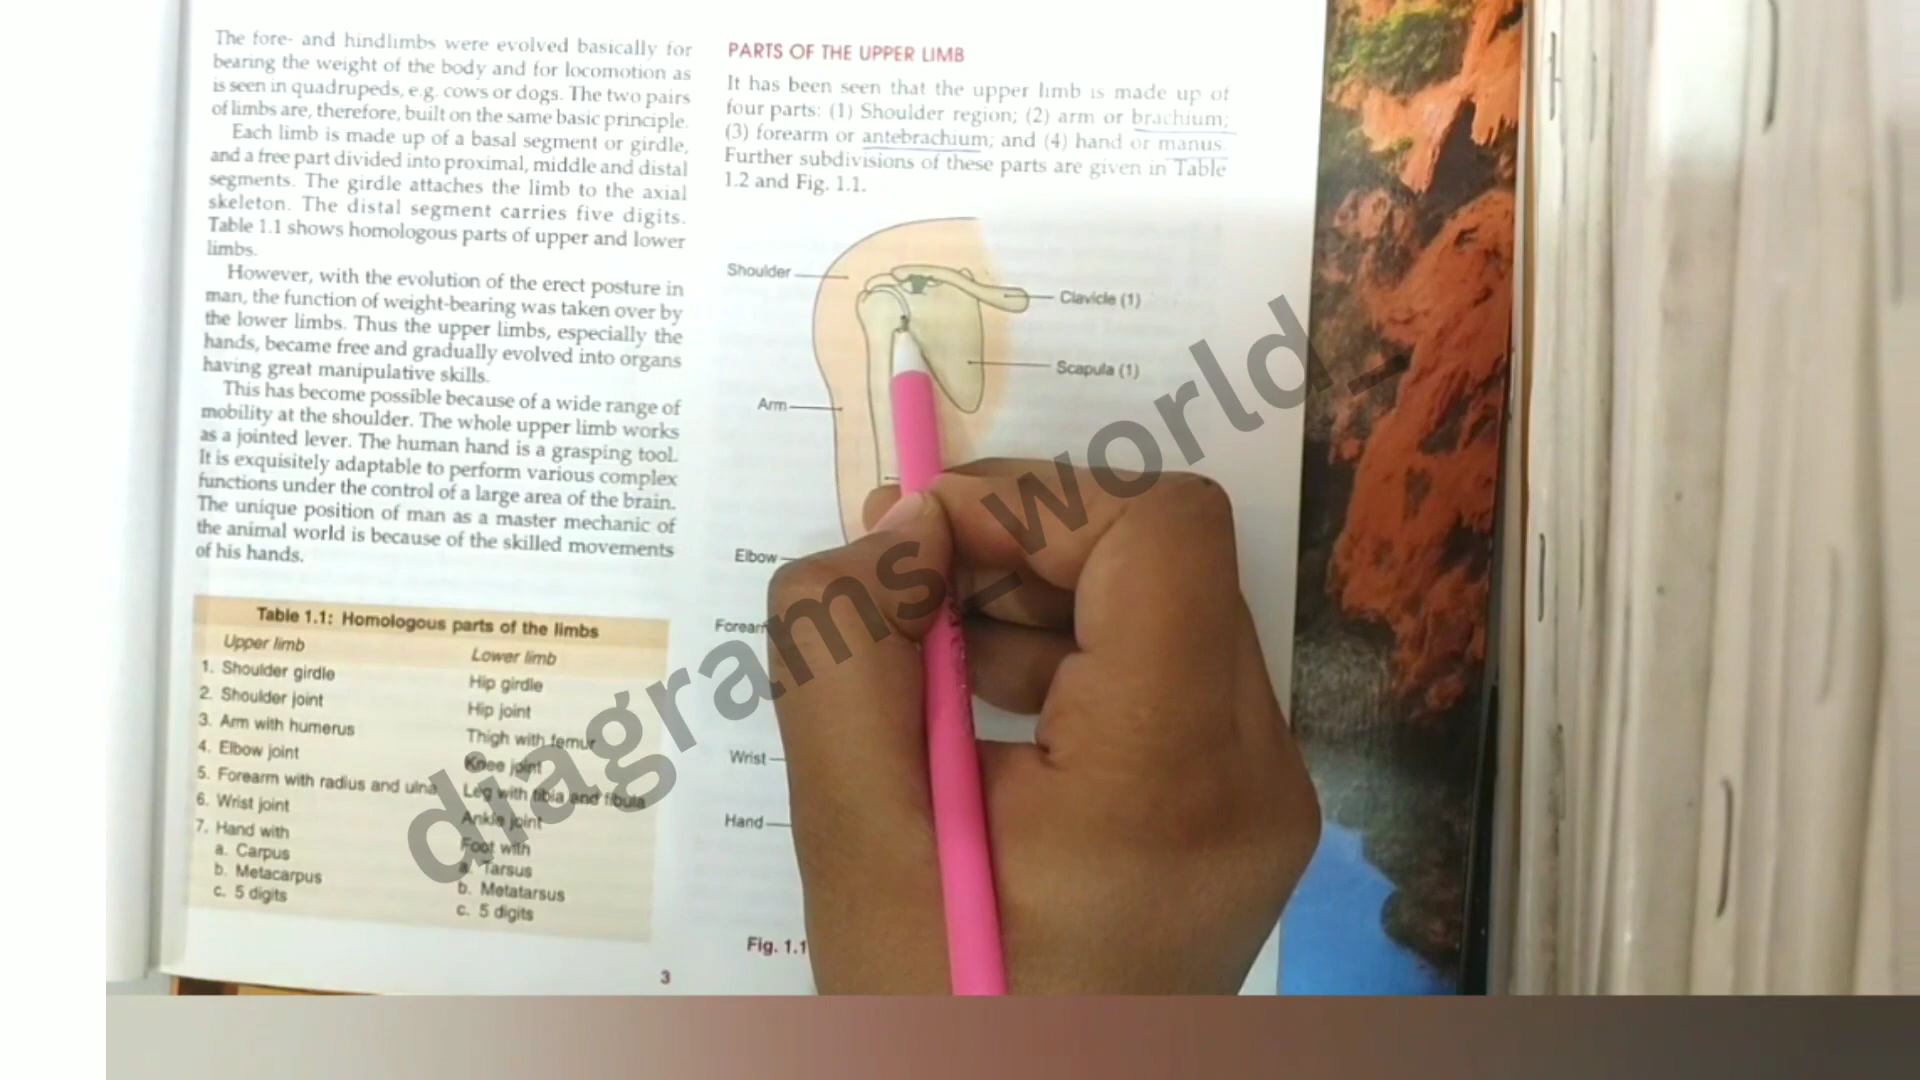 The fore- and hindlimbs were evolved basically for
bearing the weight of the body and for locomotion as
is seen in quadrupeds, e.g. cows or dogs. The two pairs
of limbs are, therefore, built on the same basic principle.
Each limb is made up of a basal segment or girdle,
and a free part divided into proximal, middle and distal
segments. The girdle attaches the limb to the axial
skeleton. The distal segment carries five digits.
Table 1.1 shows homologous parts of upper and lower
limbs.
However, with the evolution of the erect posture in
man, the function of weight-bearing was taken over by
the lower limbs. Thus the upper limbs, especially the
hands, became free and gradually evolved into organs
having great manipulative skills.
This has become possible because of a wide range of
mobility at the shoulder. The whole upper limb works
as a jointed lever. The human hand is a grasping tool.
It is exquisitely adaptable to perform various complex
functions under the control of a large area of the brain.
The unique position of man as a master mechanic of
the animal world is because of the skilled movements
of his hands.
Table 1.1: Homologous parts of the limbs
Upper limb Lower limb
1. Shoulder girdle Hip girdle
2. Shoulder joint Hip joint
3. Arm with humerus Thigh with femur
4. Elbow joint Knee joint
5. Forearm with radius and ulna Leg with tibia and fibula
6. Wrist joint Ankle joint
7. Hand with Foot with
a. Carpus a. Tarsus
b. Metacarpus b. Metatarsus
c. 5 digits c. 5 digits
3
PARTS OF THE UPPER LIMB
It has been seen that the upper limb is made up of
four parts: (1) Shoulder region; (2) arm or brachium;
(3) forearm or antebrachium; and (4) hand or manus.
Further subdivisions of these parts are given in Table
1.2 and Fig. 1.1.
Shoulder
Clavicle (1)
Scapula (1)
Arm
Elbow
Forearm
Wrist
Hand
Fig. 1.1
diagrams_world_